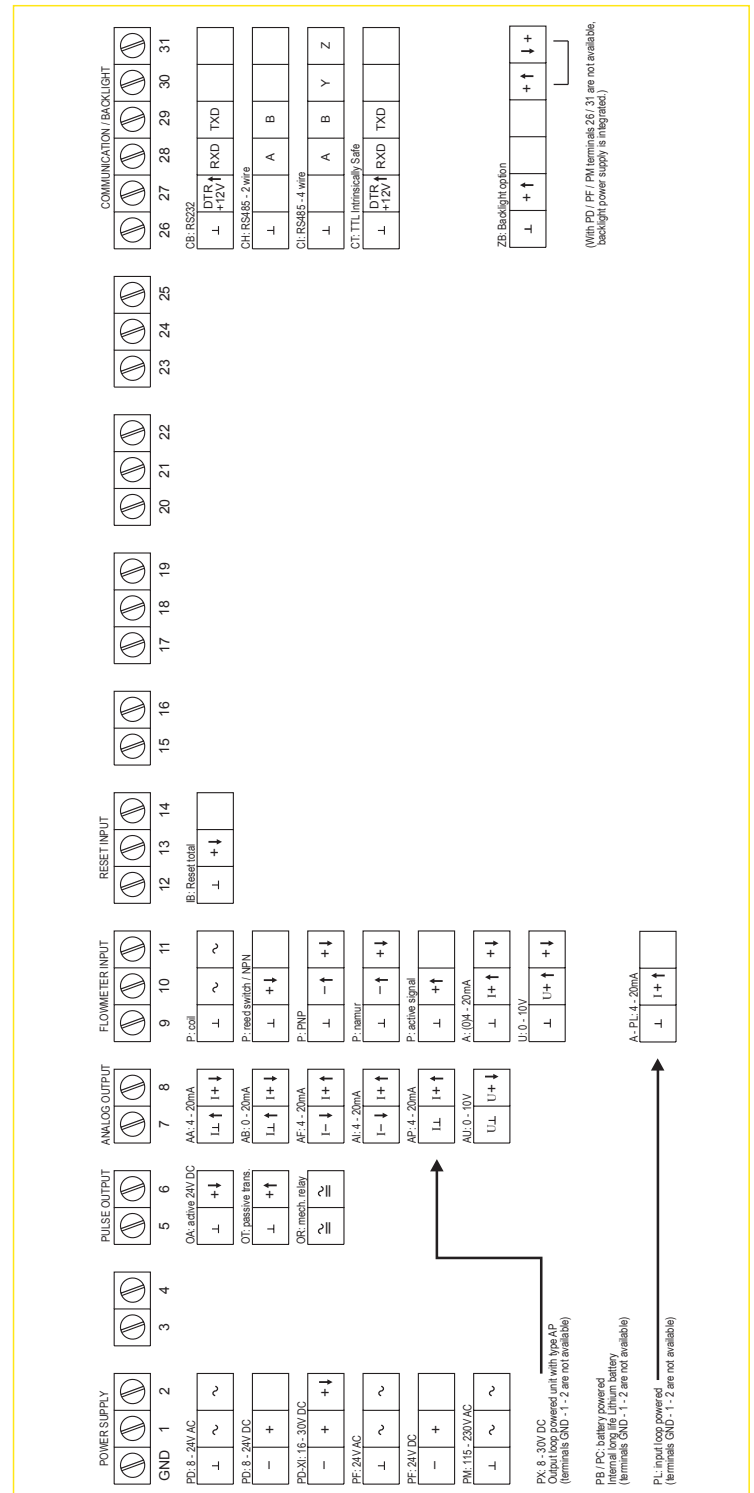 POWER SUPPLY
GND 1 2
PD: 8 - 24V AC
⊥ ~ ~
PD: 8 - 24V DC
– +
PD-XI: 16 - 30V DC
– + +
PF: 24V AC
⊥ ~ ~
PF: 24V DC
– +
PM: 115 - 230V AC
⊥ ~ ~
PX: 8 - 30V DC
Output loop powered unit with type AP
(terminals GND - 1 - 2 are not available)
PB / PC: battery powered
Internal long life Lithium battery
(terminals GND - 1 - 2 are not available)
PL: input loop powered
(terminals GND - 1 - 2 are not available)
3 4
PULSE OUTPUT
5 6
OA: active 24V DC
⊥ +
OT: passive trans.
⊥ +
OR: mech. relay
ANALOG OUTPUT
7 8
AA: 4 - 20mA
I⊥ I+
AB: 0 - 20mA
I⊥ I+
AF: 4 - 20mA
I– I+
AI: 4 - 20mA
I– I+
AP: 4 - 20mA
I⊥ I+
AU: 0 - 10V
U⊥ U+
FLOWMETER INPUT
9 10 11
P: coil
⊥ ~ ~
P: reed switch / NPN
⊥ +
P: PNP
⊥ – +
P: namur
⊥ – +
P: active signal
⊥ +
A: (0)4 - 20mA
⊥ I+ +
U: 0 - 10V
⊥ U+ +
A - PL: 4 - 20mA
⊥ I+
RESET INPUT
12 13 14
IB: Reset total
⊥ +
15 16
17 18 19
20 21 22
23 24 25
COMMUNICATION / BACKLIGHT
26 27 28 29 30 31
CB: RS232
⊥ DTR +12V RXD TXD
CH: RS485 - 2 wire
⊥ A B
CI: RS485 - 4 wire
⊥ A B Y Z
CT: TTL Intrinsically Safe
⊥ DTR +12V RXD TXD
ZB: Backlight option
⊥ + + +
(With PD / PF / PM terminals 26 / 31 are not available,
backlight power supply is integrated.)